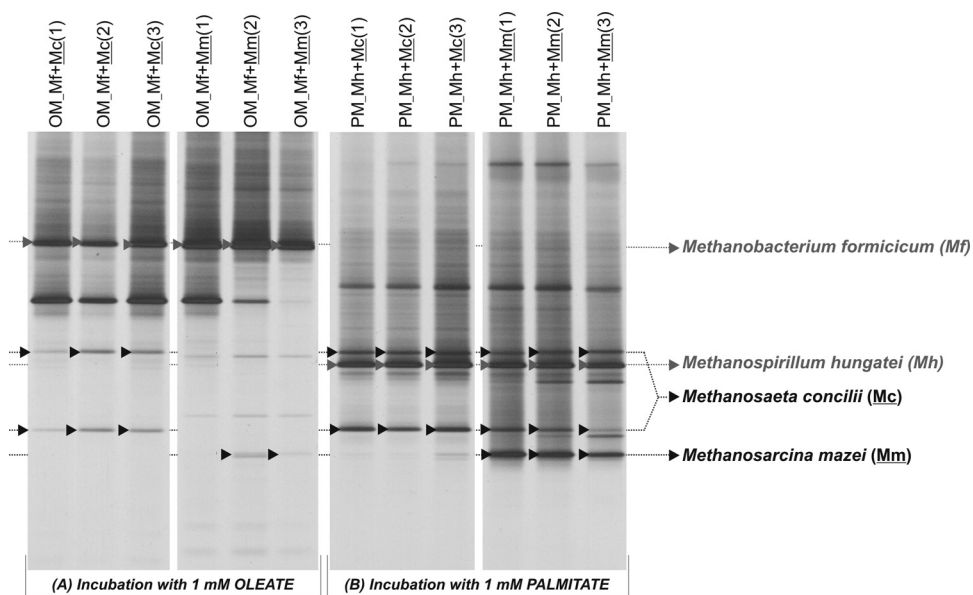 OM_Mf+Mc(1)
OM_Mf+Mc(2)
OM_Mf+Mc(3)
OM_Mf+Mm(1)
OM_Mf+Mm(2)
OM_Mf+Mm(3)
PM_Mh+Mc(1)
PM_Mh+Mc(2)
PM_Mh+Mc(3)
PM_Mh+Mm(1)
PM_Mh+Mm(2)
PM_Mh+Mm(3)
Methanobacterium formicicum (Mf)
Methanospirillum hungatei (Mh)
Methanosaeta concilii (Mc)
Methanosarcina mazei (Mm)
(A) Incubation with 1 mM OLEATE
(B) Incubation with 1 mM PALMITATE